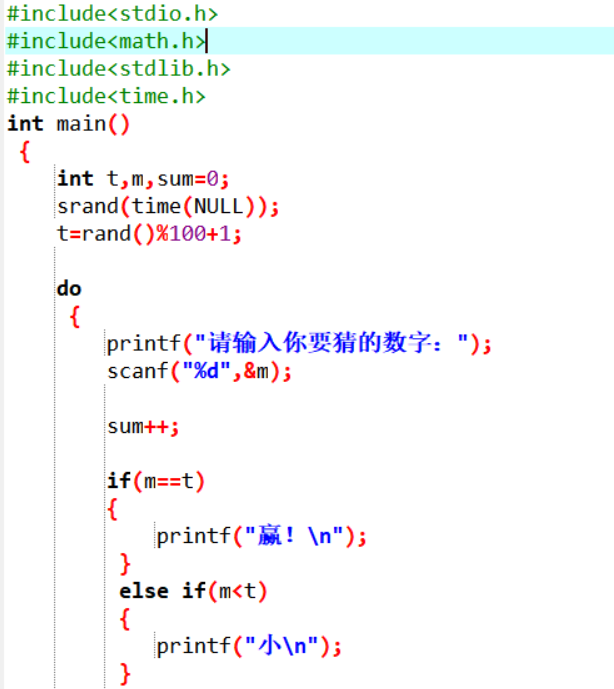 #include<stdio.h>
#include<math.h>
#include<stdlib.h>
#include<time.h>
int main()
{
int t,m,sum=0;
srand(time(NULL));
t=rand()%100+1;
do
{
printf("请输入你要猜的数字：");
scanf("%d",&m);
sum++;
if(m==t)
{
printf("赢！\n");
}
else if(m<t)
{
printf("小\n");
}